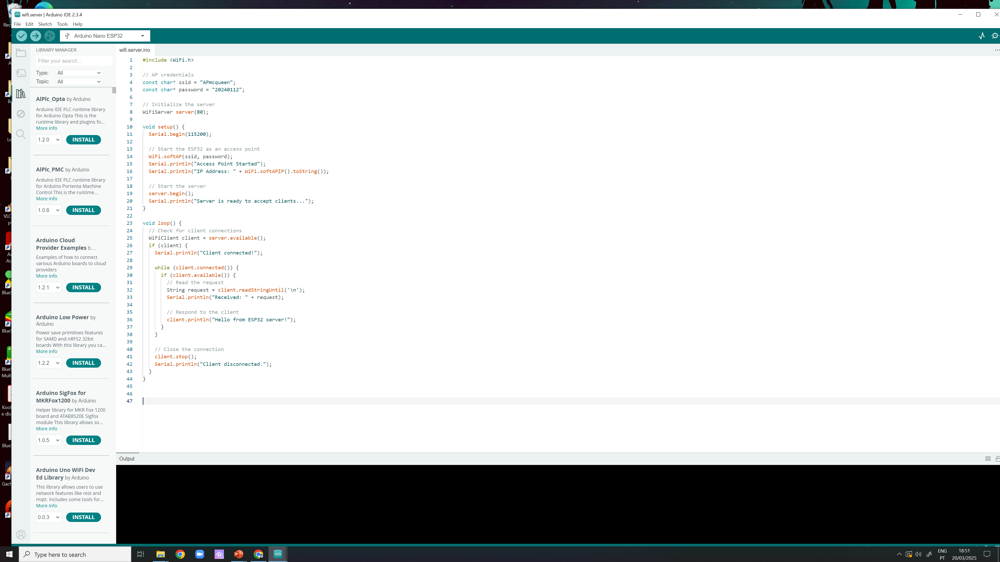 wifi.server | Arduino IDE 2.3.4
File Edit Sketch Tools Help
Arduino Nano ESP32
LIBRARY MANAGER
Filter your search...
Type: All
Topic: All
AlPlc_Opta by Arduino
Arduino IDE PLC runtime library
for Arduino Opta This is the
runtime library and plugins fo...
More info
1.2.0 INSTALL
AlPlc_PMC by Arduino
Arduino IDE PLC runtime library
for Arduino Portenta Machine
Control This is the runtime...
More info
1.0.6 INSTALL
Arduino Cloud
Provider Examples b...
Examples of how to connect
various Arduino boards to cloud
providers
More info
1.2.1 INSTALL
Arduino Low Power by
Arduino
Power save primitives features
for SAMD and nRF52 32bit
boards With this library you ca...
More info
1.2.2 INSTALL
Arduino SigFox for
MKRFox1200 by Arduino
Helper library for MKR Fox 1200
board and ATAB8520E Sigfox
module This library allows so...
More info
1.0.5 INSTALL
Arduino Uno WiFi Dev
Ed Library by Arduino
This library allows users to use
network features like rest and
mqtt. Includes some tools for...
More info
0.0.3 INSTALL
wifi.server.ino
1 #include <WiFi.h>
2
3 // AP credentials
4 const char* ssid = "APmcqueen";
5 const char* password = "20240112";
6
7 // Initialize the server
8 WiFiServer server(80);
9
10 void setup() {
11 Serial.begin(115200);
12
13 // Start the ESP32 as an access point
14 WiFi.softAP(ssid, password);
15 Serial.println("Access Point Started");
16 Serial.println("IP Address: " + WiFi.softAPIP().toString());
17
18 // Start the server
19 server.begin();
20 Serial.println("Server is ready to accept clients...");
21 }
22
23 void loop() {
24 // Check for client connections
25 WiFiClient client = server.available();
26 if (client) {
27 Serial.println("Client connected!");
28
29 while (client.connected()) {
30 if (client.available()) {
31 // Read the request
32 String request = client.readStringUntil('\n');
33 Serial.println("Received: " + request);
34
35 // Respond to the client
36 client.println("Hello from ESP32 server!");
37 }
38 }
39
40 // Close the connection
41 client.stop();
42 Serial.println("Client disconnected.");
43 }
44 }
45
46
47
Output
Type here to search
ENG
PT
18:51
20/03/2025